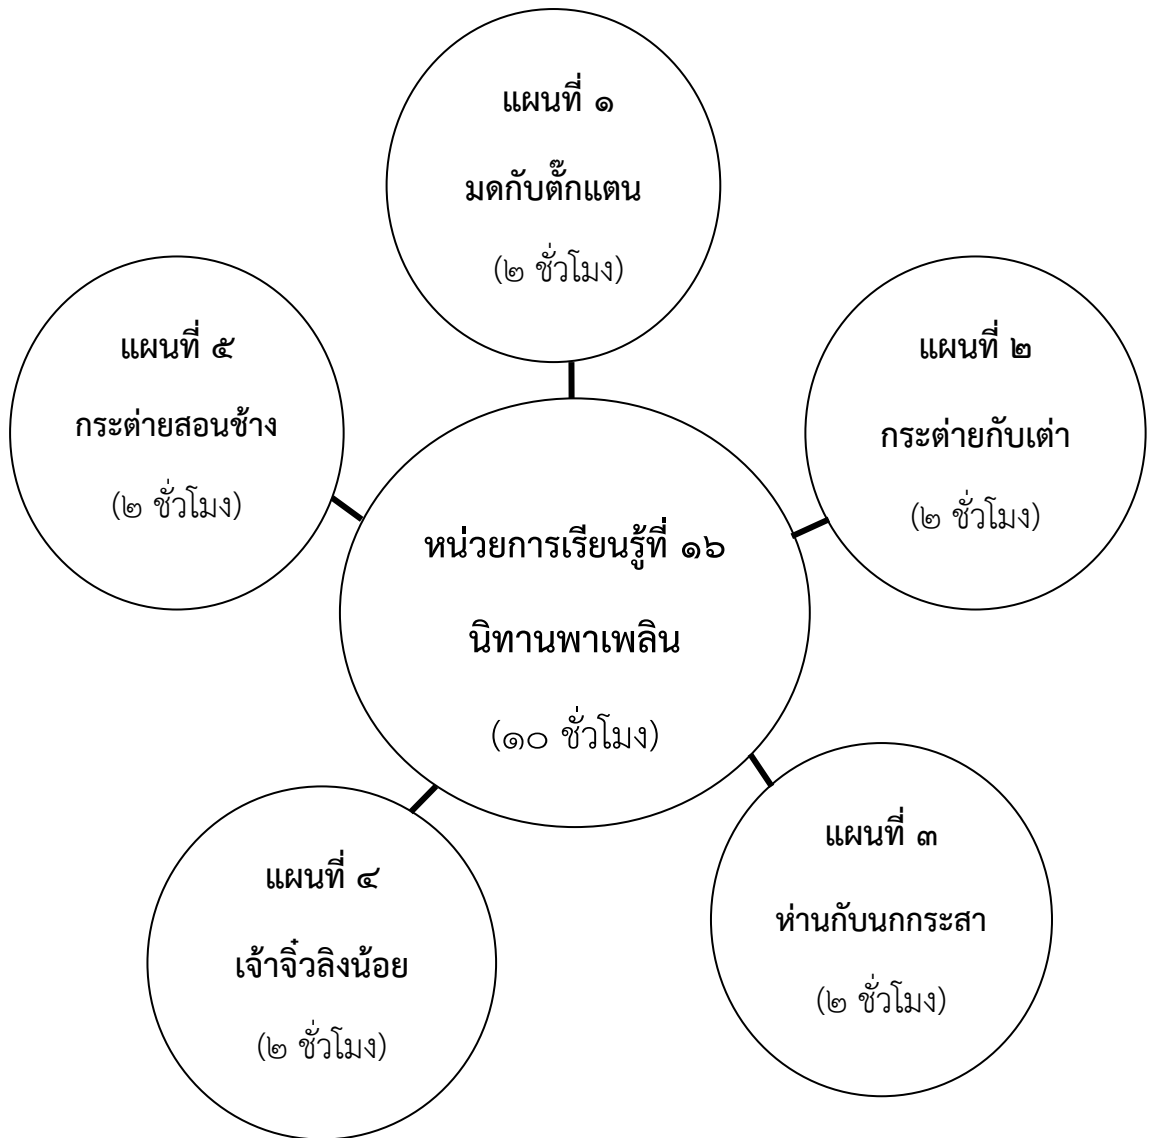 แผนที่ ๑
มดกับตั๊กแตน
(๒ ชั่วโมง)
แผนที่ ๒
กระต่ายกับเต่า
(๒ ชั่วโมง)
แผนที่ ๕
กระต่ายสอนช้าง
(๒ ชั่วโมง)
หน่วยการเรียนรู้ที่ ๑๖
นิทานพาเพลิน
(๑๐ ชั่วโมง)
แผนที่ ๓
ห่านกับนกกระสา
(๒ ชั่วโมง)
แผนที่ ๔
เจ้าจิ๋วลิงน้อย
(๒ ชั่วโมง)